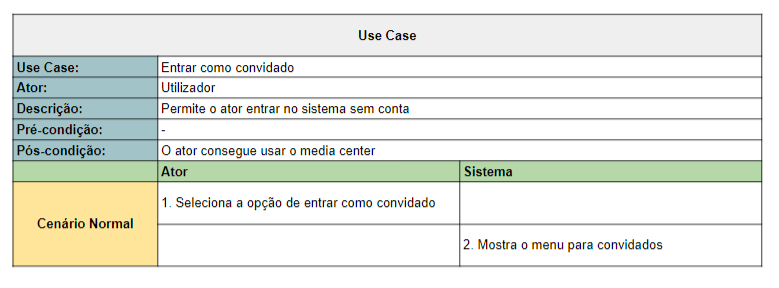 Use Case
Use Case: Entrar como convidado
Ator: Utilizador
Descrição: Permite o ator entrar no sistema sem conta
Pré-condição: -
Pós-condição: O ator consegue usar o media center
Ator Sistema
Cenário Normal
1. Seleciona a opção de entrar como convidado
2. Mostra o menu para convidados